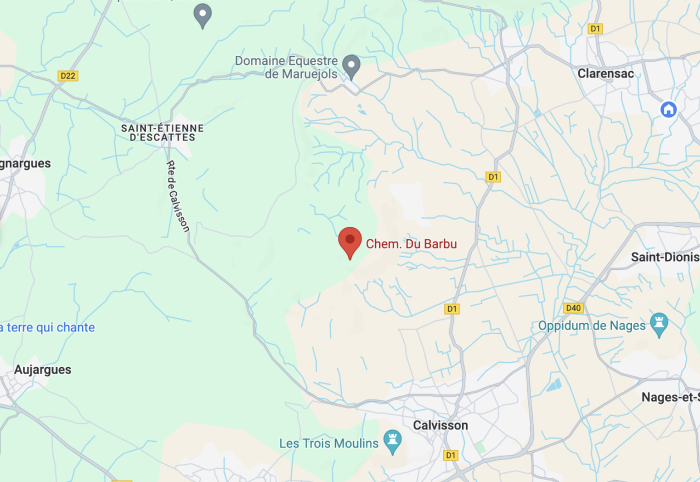 D1
Domaine Equestre
de Maruejols
Clarensac
D22
SAINT-ÉTIENNE
D'ESCATTES
gnargues
Rte de Calvisson
D1
Chem. Du Barbu
Saint-Dionis
D1
D40
a terre qui chante
Oppidum de Nages
Aujargues
Nages-et-S
Calvisson
Les Trois Moulins
D1